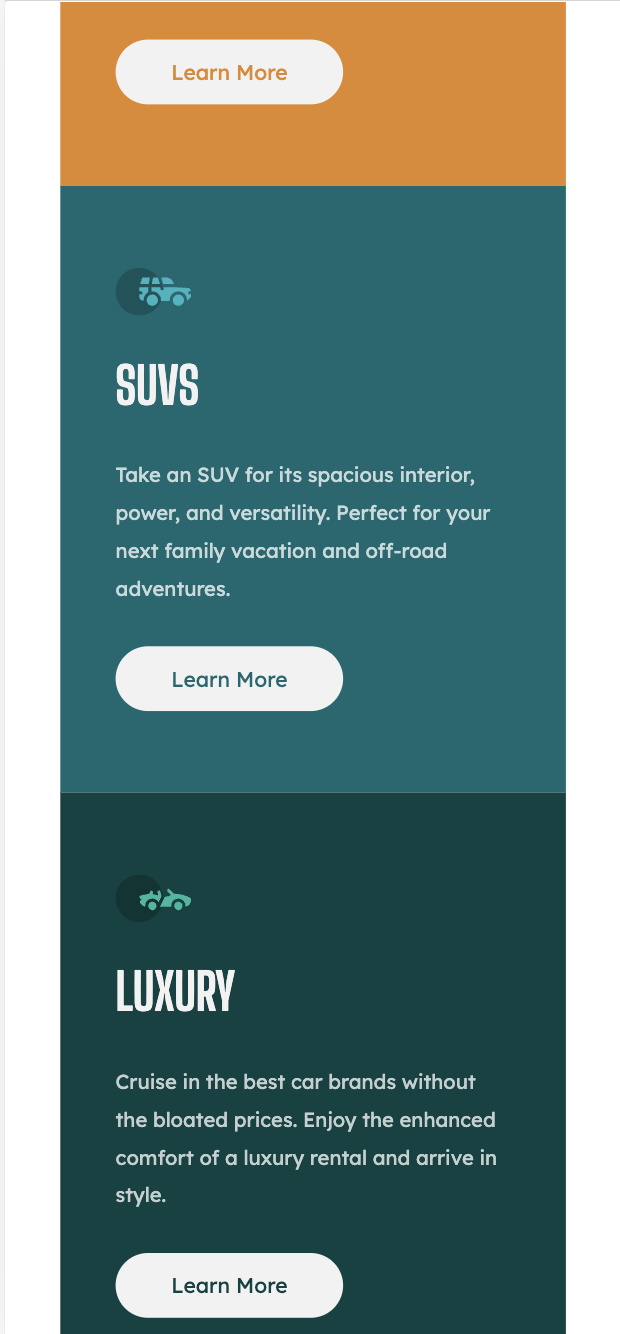 Learn More
SUVS
Take an SUV for its spacious interior,
power, and versatility. Perfect for your
next family vacation and off-road
adventures.
Learn More
LUXURY
Cruise in the best car brands without
the bloated prices. Enjoy the enhanced
comfort of a luxury rental and arrive in
style.
Learn More